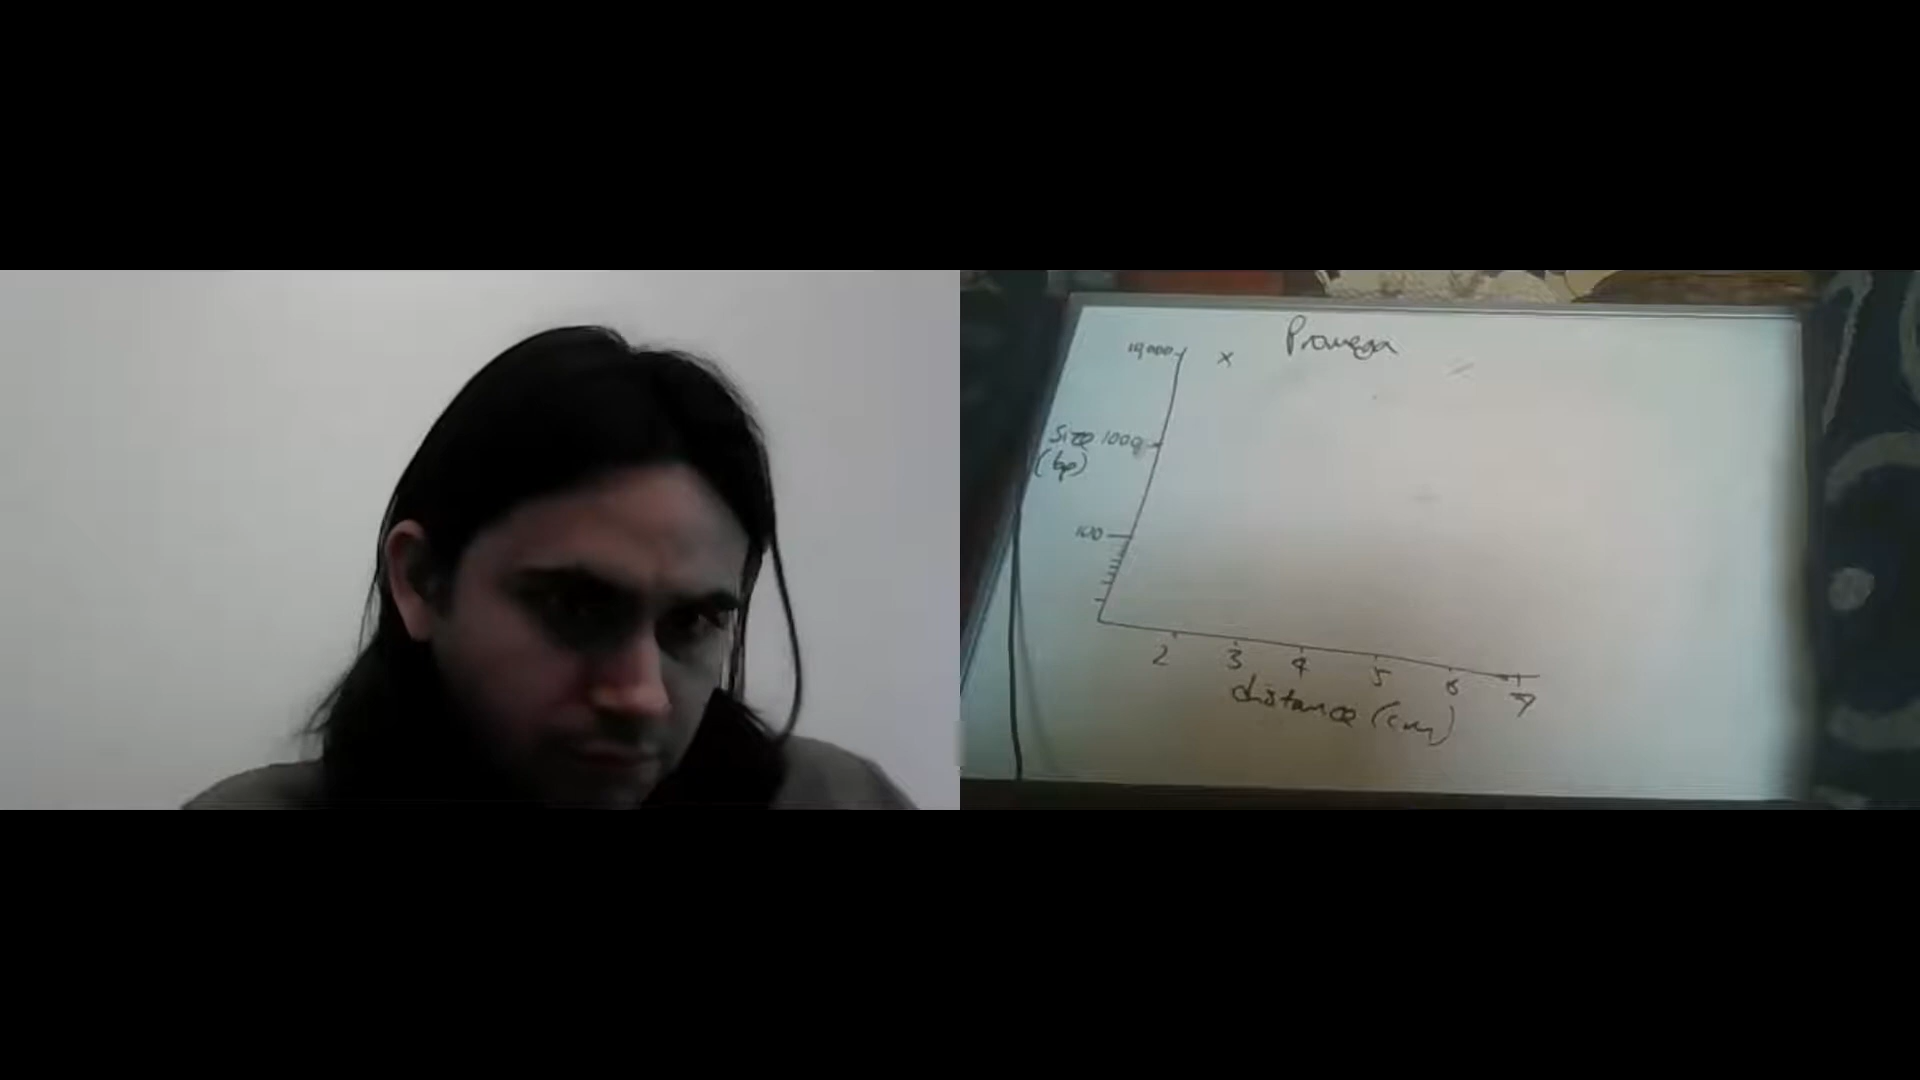 Promega
10,000
x
Size 1000
(bp)
100
2 3 4 5 6 7
distance (cm)